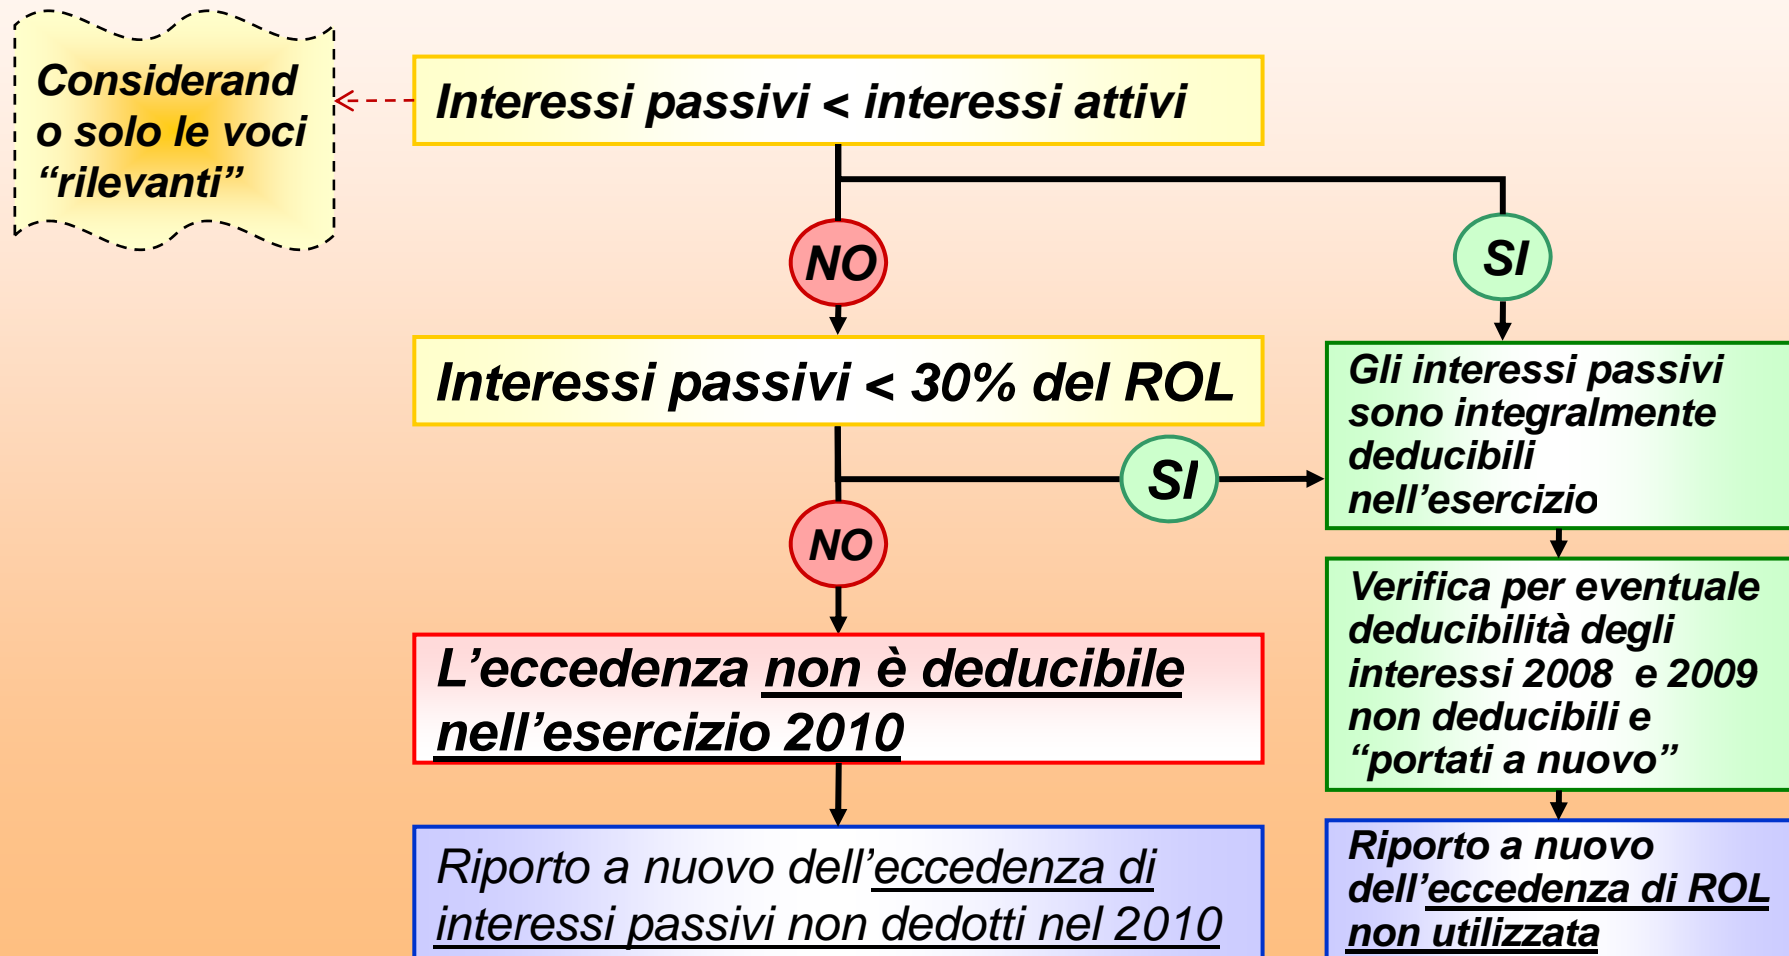 Considerand
o solo le voci
“rilevanti”
Interessi passivi < interessi attivi
NO
SI
Interessi passivi < 30% del ROL
SI
NO
Gli interessi passivi
sono integralmente
deducibili
nell’esercizio
L’eccedenza non è deducibile
nell’esercizio 2010
Verifica per eventuale
deducibilità degli
interessi 2008 e 2009
non deducibili e
“portati a nuovo”
Riporto a nuovo dell’eccedenza di
interessi passivi non dedotti nel 2010
Riporto a nuovo
dell’eccedenza di ROL
non utilizzata